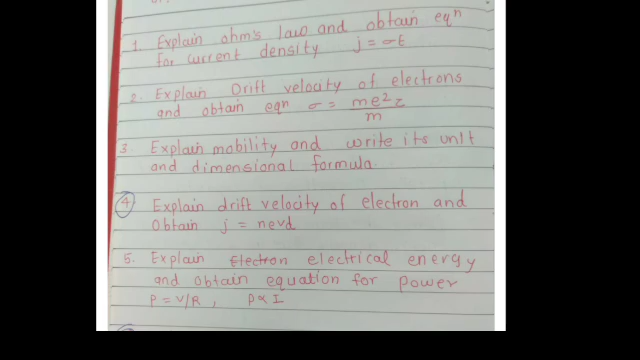 1. Explain ohm's law and obtain eqn
for current density j = σE
2. Explain Drift velocity of electrons
and obtain eqn σ = me²z
m
3. Explain mobility and write its unit
and dimensional formula.
4 Explain drift velocity of electron and
obtain j = nevd
5. Explain electrical energy
and obtain equation for power
P = V/R, P∝ I